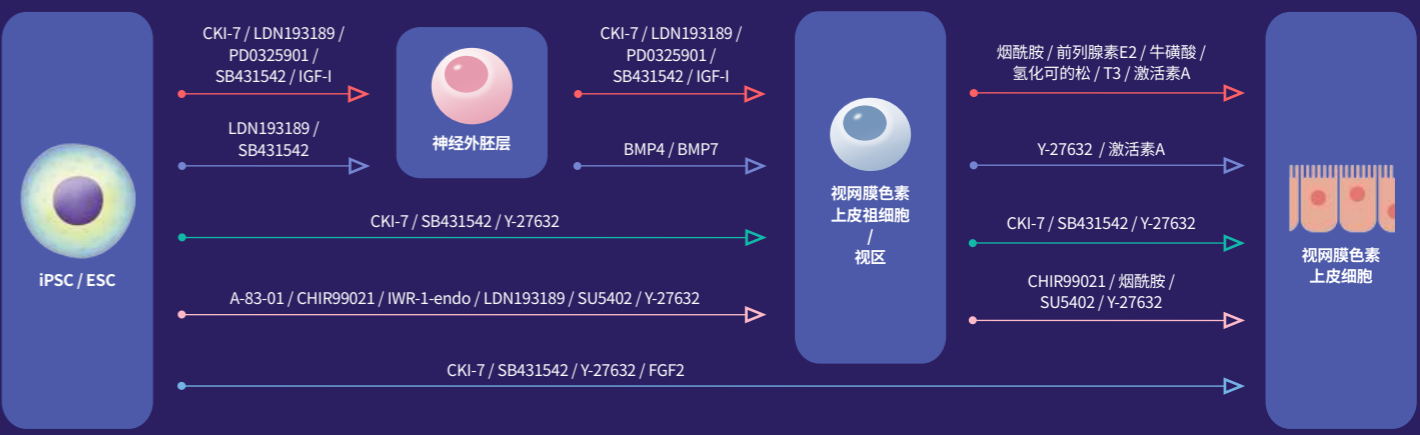 iPSC / ESC
CKI-7 / LDN193189 /
PD0325901 /
SB431542 / IGF-I
LDN193189 /
SB431542
神经外胚层
CKI-7 / LDN193189 /
PD0325901 /
SB431542 / IGF-I
BMP4 / BMP7
CKI-7 / SB431542 / Y-27632
A-83-01 / CHIR99021 / IWR-1-endo / LDN193189 / SU5402 / Y-27632
CKI-7 / SB431542 / Y-27632 / FGF2
视网膜色素
上皮祖细胞
/
视区
烟酰胺 / 前列腺素E2 / 牛磺酸 /
氢化可的松 / T3 / 激活素A
Y-27632 / 激活素A
CKI-7 / SB431542 / Y-27632
CHIR99021 / 烟酰胺 /
SU5402 / Y-27632
视网膜色素
上皮细胞